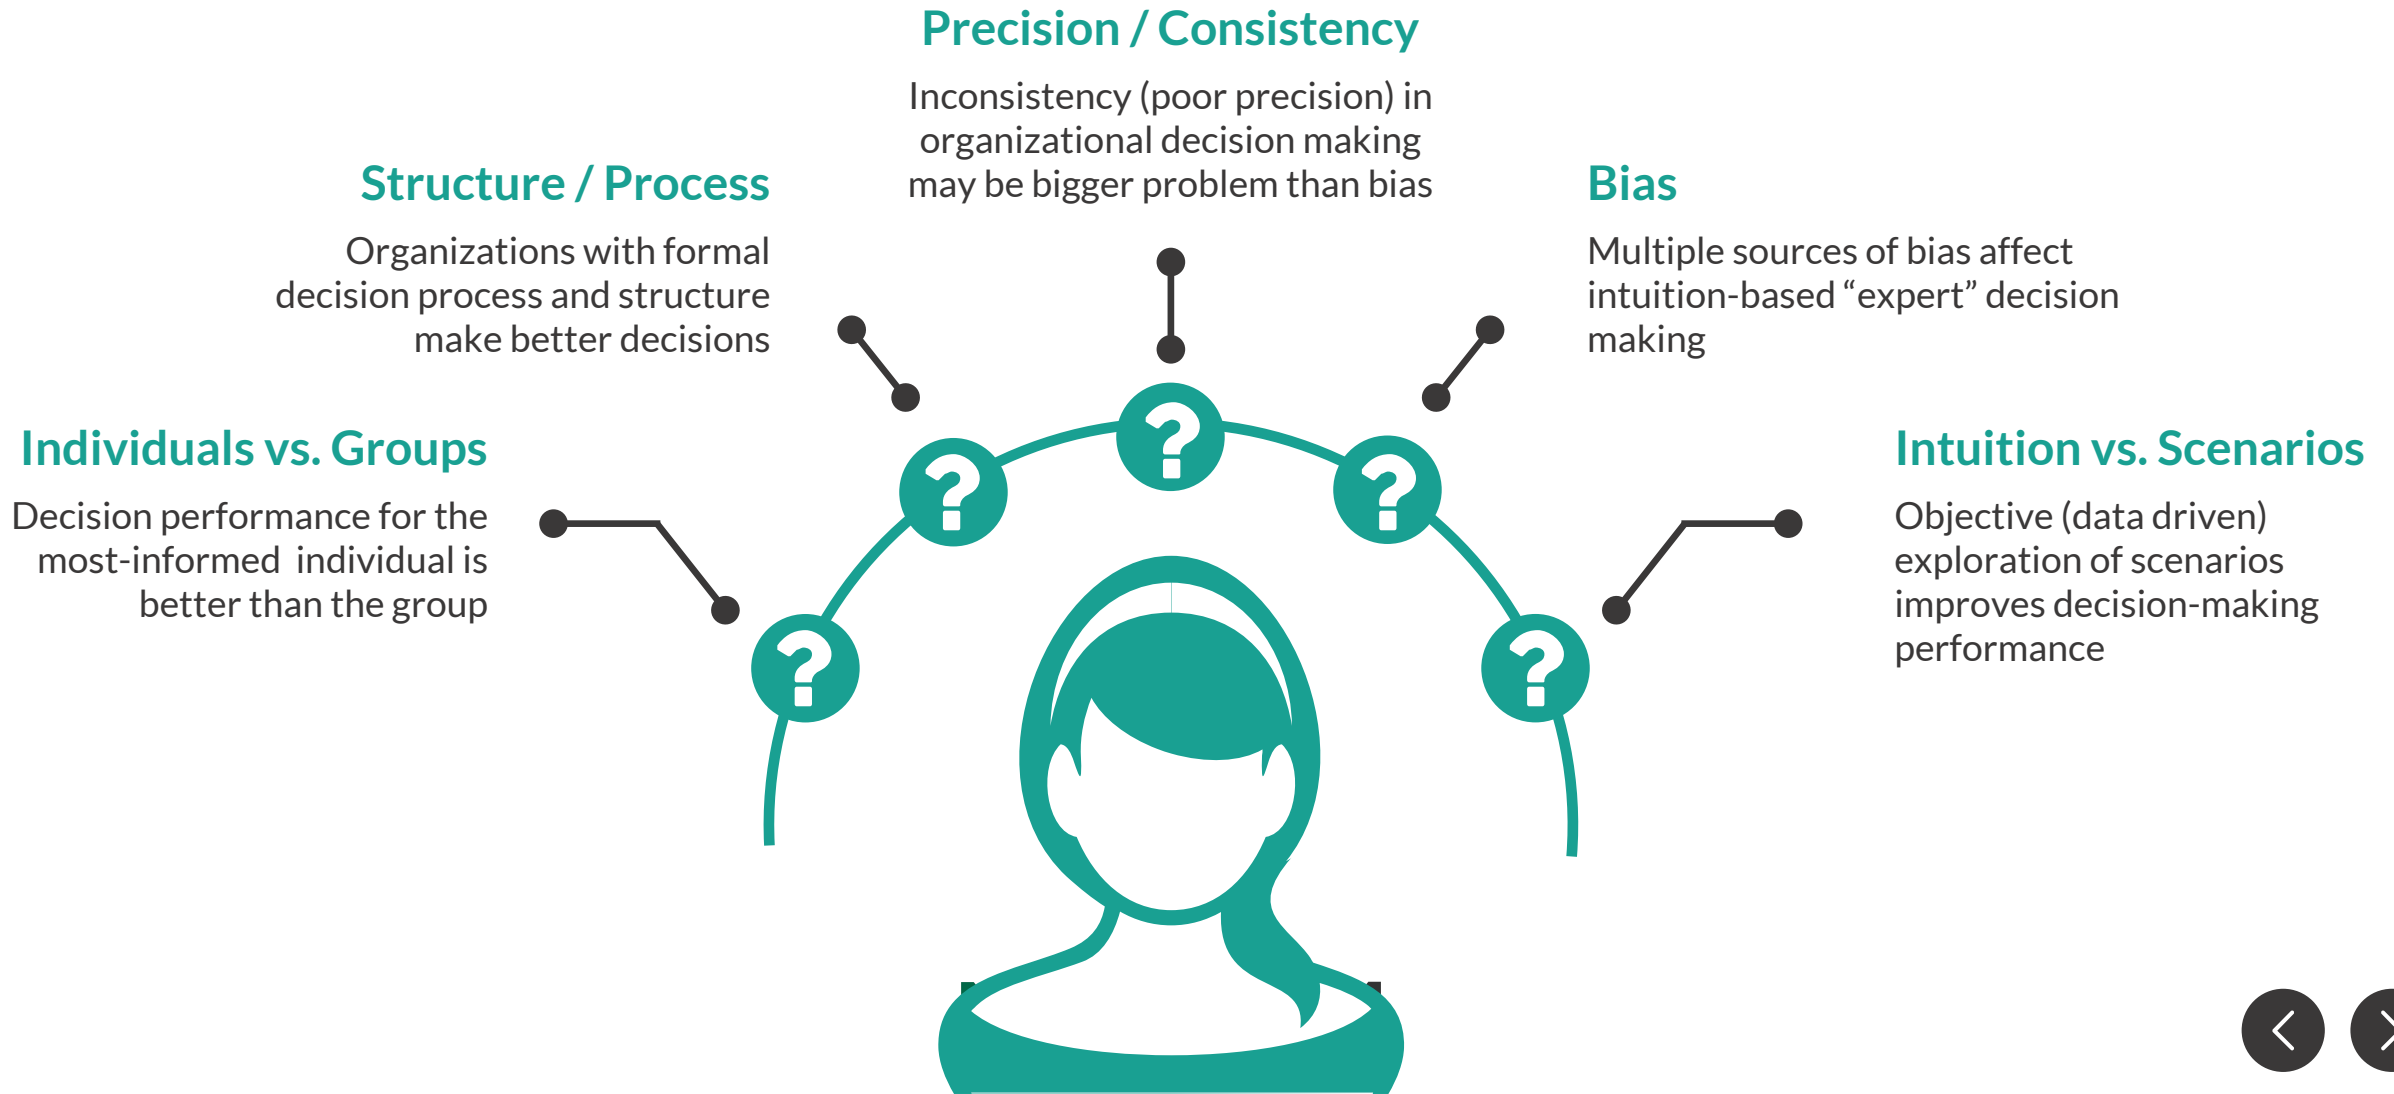 Precision / Consistency
Inconsistency (poor precision) in
organizational decision making
may be bigger problem than bias
Structure / Process
Organizations with formal
decision process and structure
make better decisions
Bias
Multiple sources of bias affect
intuition-based “expert” decision
making
Individuals vs. Groups
Decision performance for the
most-informed  individual is
better than the group
Intuition vs. Scenarios
Objective (data driven)
exploration of scenarios
improves decision-making
performance
?
?
?
?
?